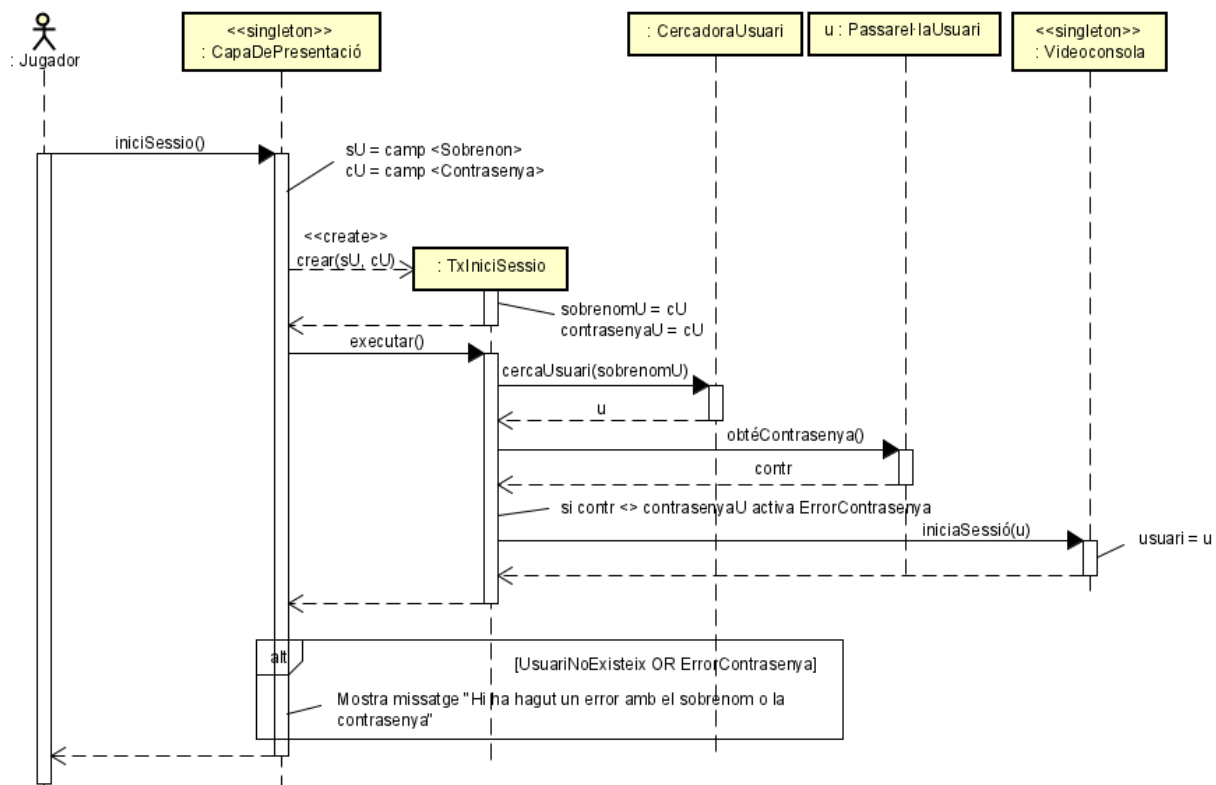 <<singleton>>
: CapaDePresentació
: CercadoraUsuari
u : Passarel·laUsuari
<<singleton>>
: Videoconsola
: Jugador
iniciSessio()
sU = camp <Sobrenon>
cU = camp <Contrasenya>
<<create>>
crear(sU, cU)
: TxIniciSessio
sobrenomU = cU
contrasenyaU = cU
executar()
cercaUsuari(sobrenomU)
u
obtéContrasenya()
contr
si contr <> contrasenyaU activa ErrorContrasenya
iniciaSessió(u)
usuari = u
alt
[UsuariNoExisteix OR ErrorContrasenya]
Mostra missatge "Hi ha hagut un error amb el sobrenom o la
contrasenya"